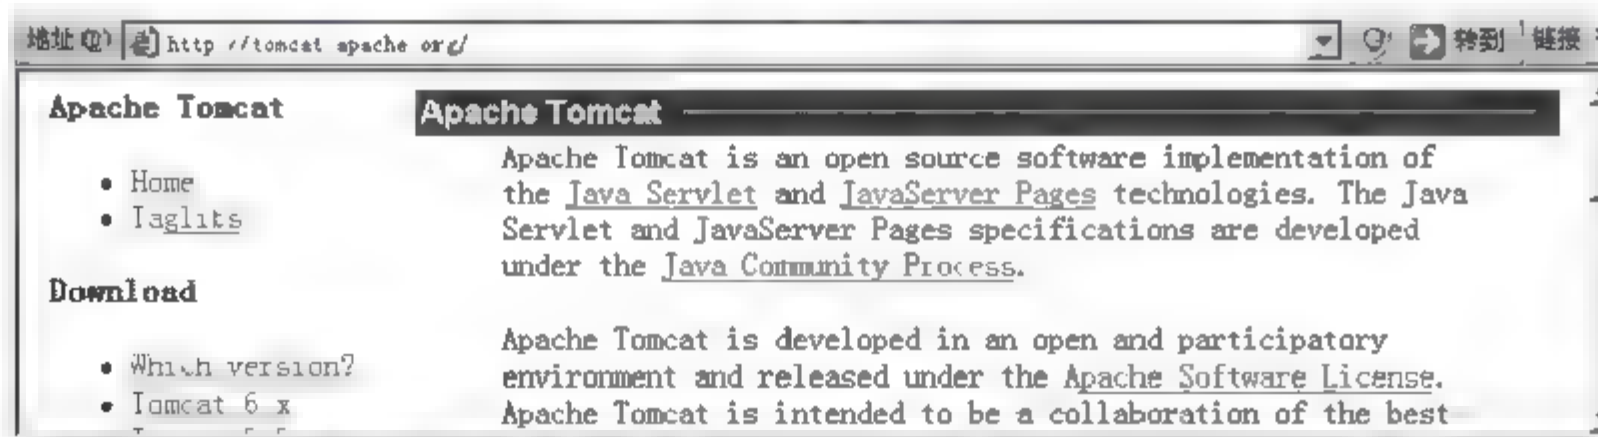 地址(D) http://tomcat.apache.org/ 转到 链接
Apache Tomcat
• Home
• Taglibs
Download
• Which version?
• Tomcat 6.x
Apache Tomcat
Apache Tomcat is an open source software implementation of
the Java Servlet and JavaServer Pages technologies. The Java
Servlet and JavaServer Pages specifications are developed
under the Java Community Process.
Apache Tomcat is developed in an open and participatory
environment and released under the Apache Software License.
Apache Tomcat is intended to be a collaboration of the best